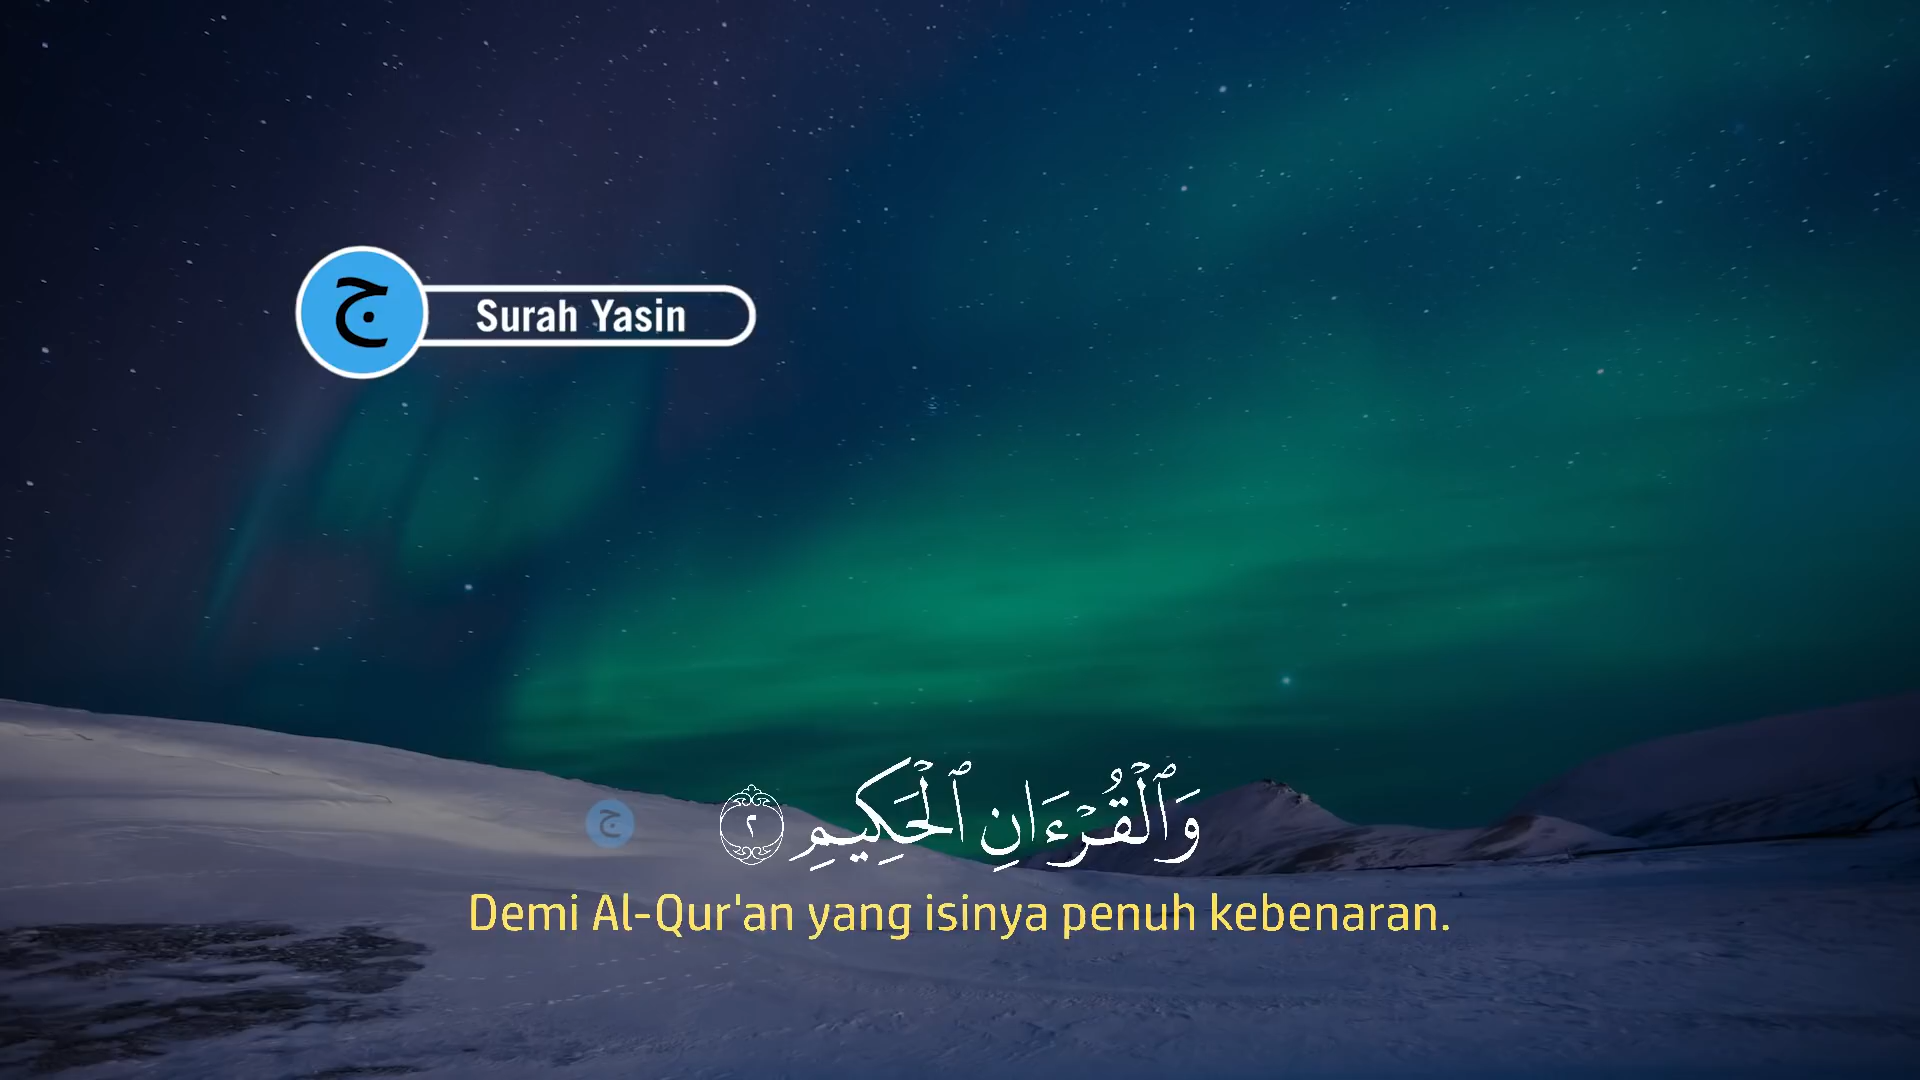 ج
Surah Yasin
وَٱلْقُرْءَانِ ٱلْحَكِيمِ ٢
ج
Demi Al-Qur'an yang isinya penuh kebenaran.